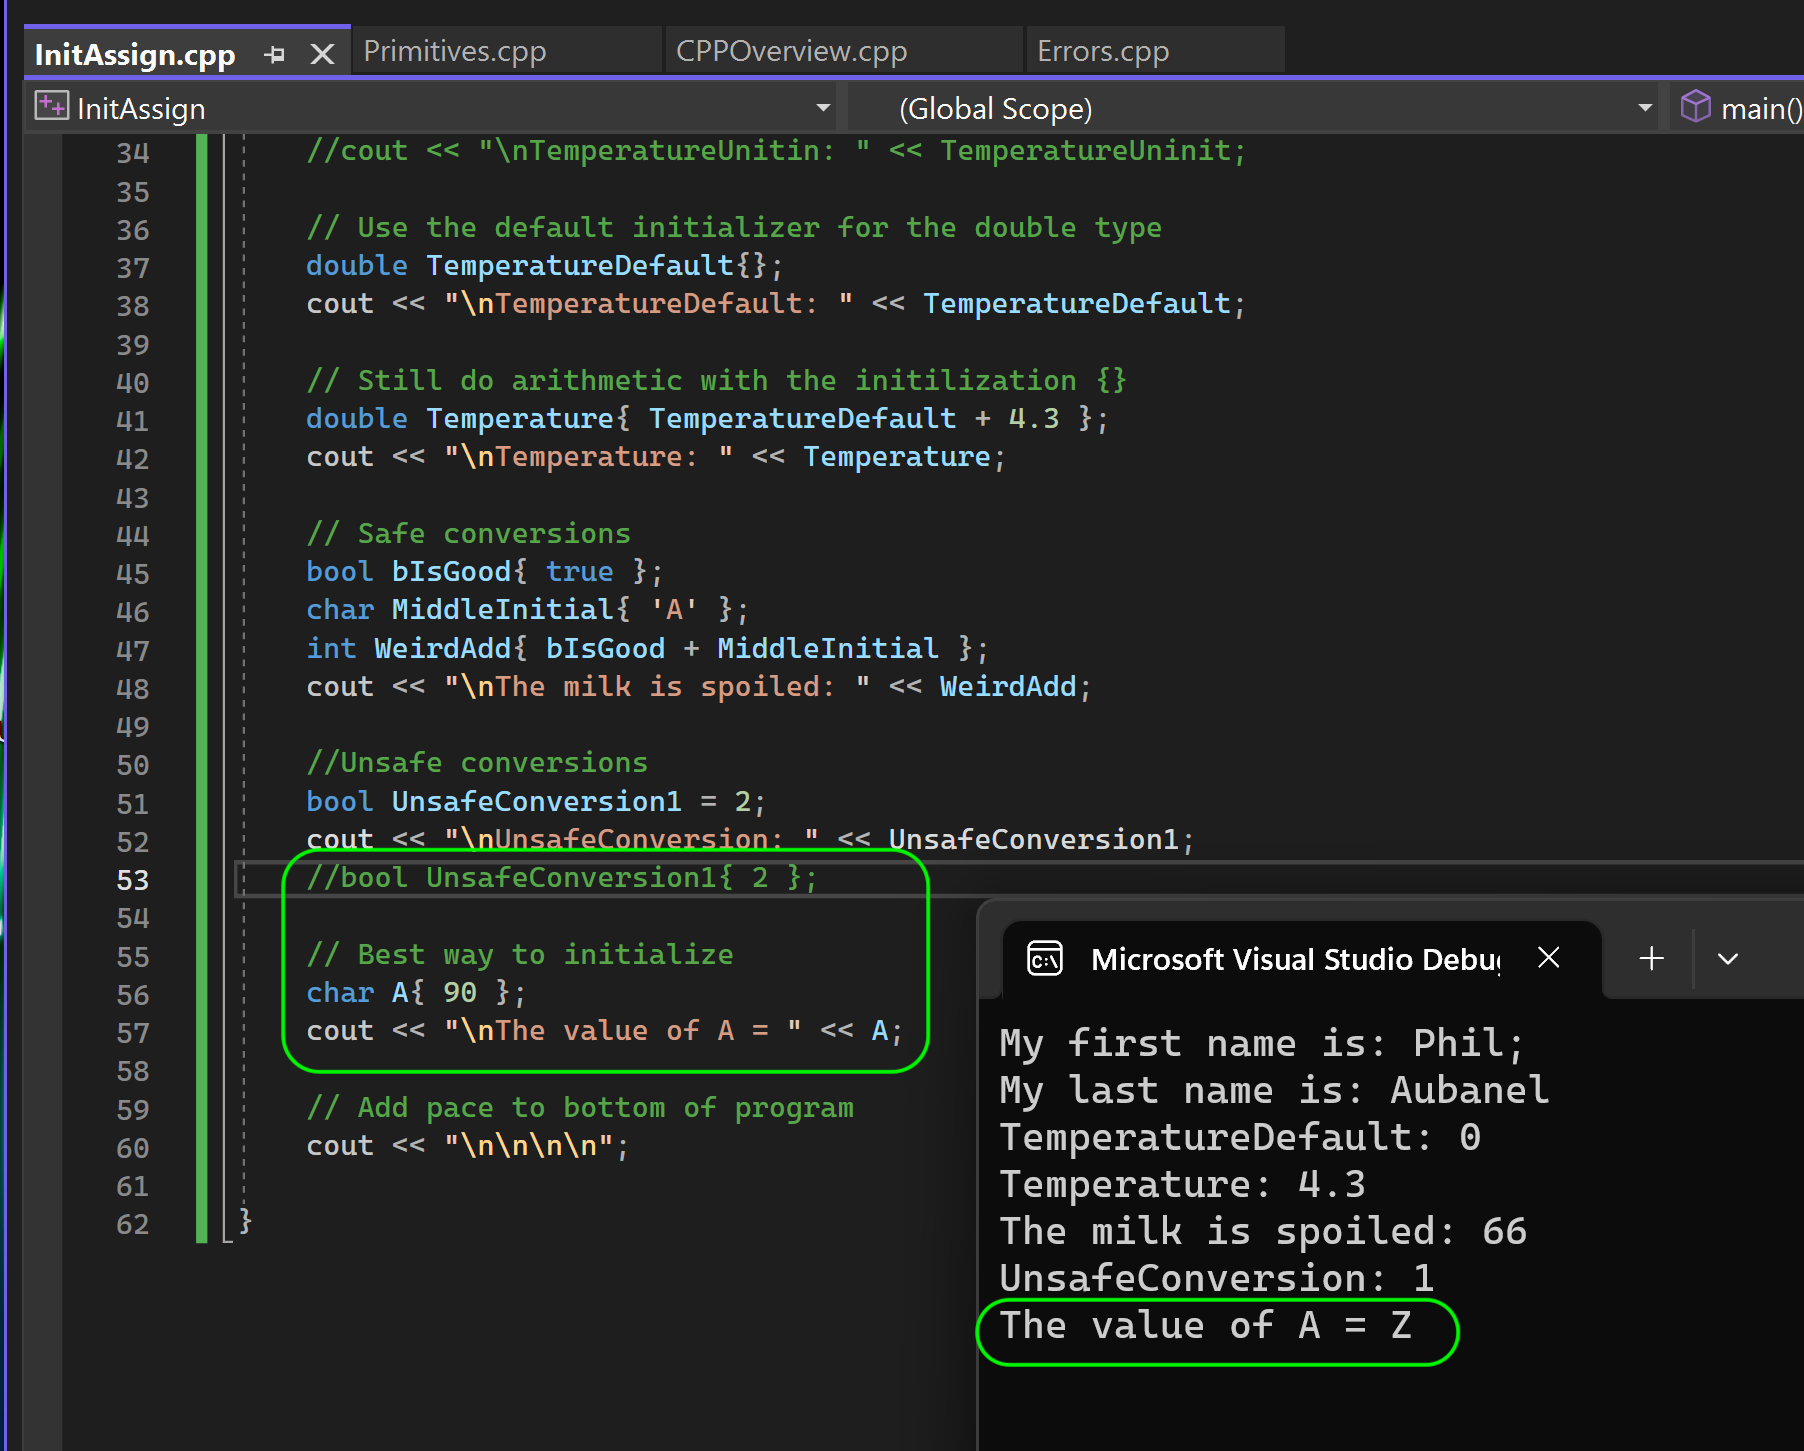 InitAssign.cpp Primitives.cpp CPPOverview.cpp Errors.cpp
InitAssign (Global Scope) main()
34 //cout << "\nTemperatureUnitin: " << TemperatureUninit;
35
36 // Use the default initializer for the double type
37 double TemperatureDefault{};
38 cout << "\nTemperatureDefault: " << TemperatureDefault;
39
40 // Still do arithmetic with the initilization {}
41 double Temperature{ TemperatureDefault + 4.3 };
42 cout << "\nTemperature: " << Temperature;
43
44 // Safe conversions
45 bool bIsGood{ true };
46 char MiddleInitial{ 'A' };
47 int WeirdAdd{ bIsGood + MiddleInitial };
48 cout << "\nThe milk is spoiled: " << WeirdAdd;
49
50 //Unsafe conversions
51 bool UnsafeConversion1 = 2;
52 cout << "\nUnsafeConversion: " << UnsafeConversion1;
53 //bool UnsafeConversion1{ 2 };
54
55 // Best way to initialize
56 char A{ 90 };
57 cout << "\nThe value of A = " << A;
58
59 // Add pace to bottom of program
60 cout << "\n\n\n\n";
61
62 }
C:\ Microsoft Visual Studio Debu
My first name is: Phil;
My last name is: Aubanel
TemperatureDefault: 0
Temperature: 4.3
The milk is spoiled: 66
UnsafeConversion: 1
The value of A = Z